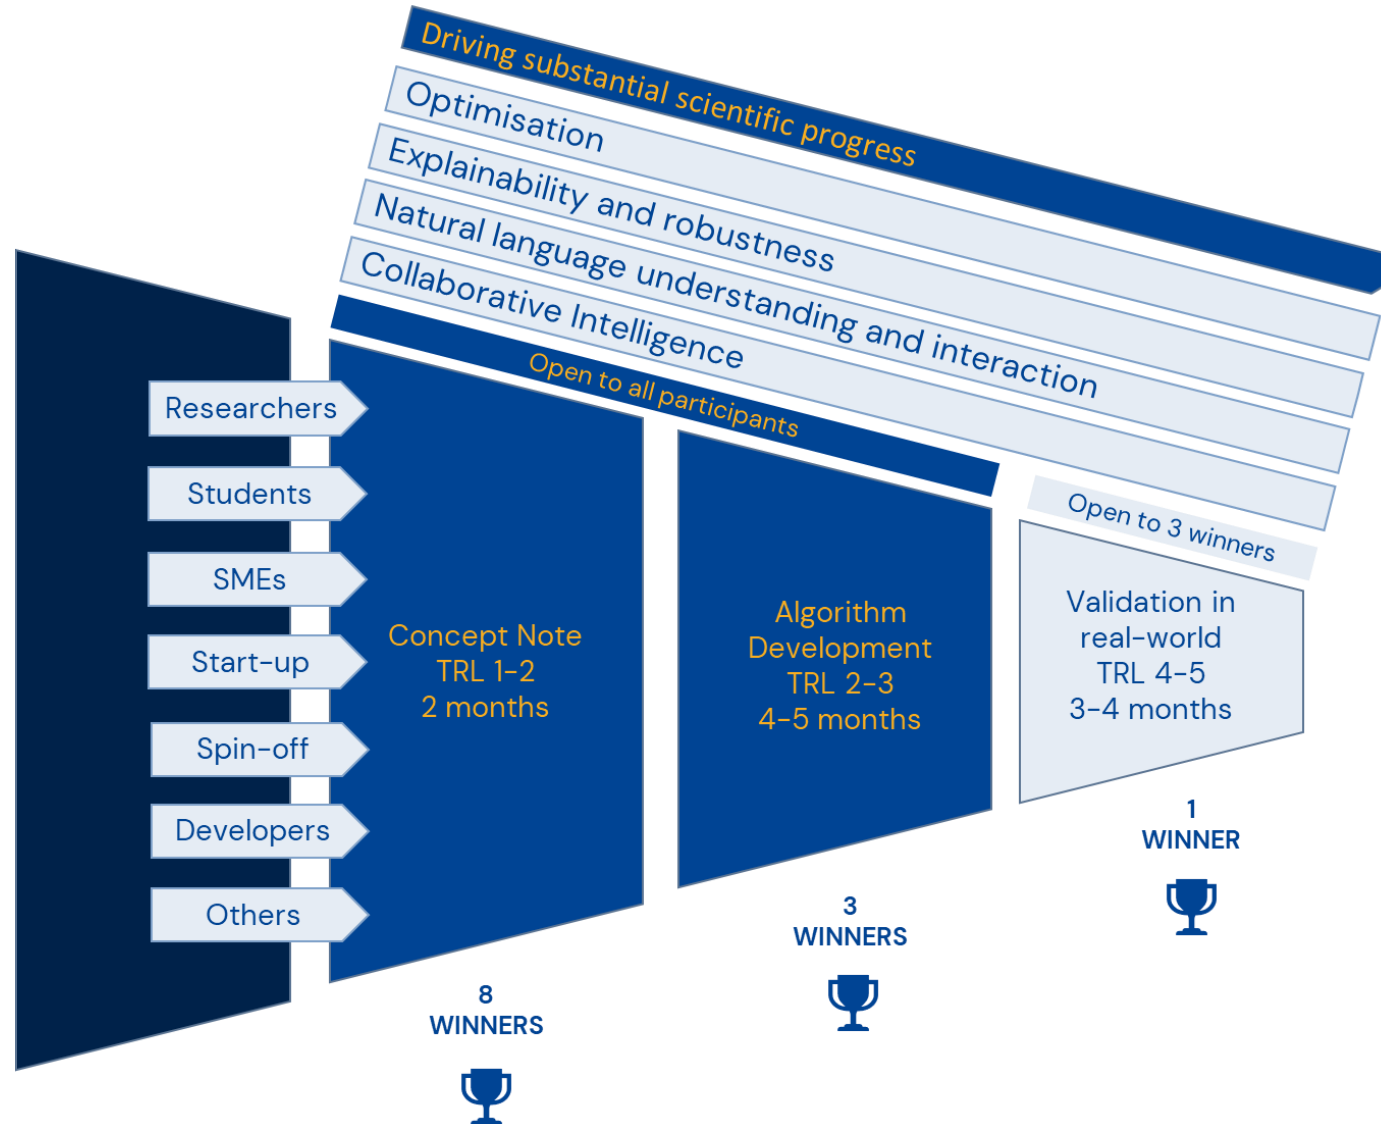 Driving substantial scientific progress
Optimisation
Explainability and robustness
Natural language understanding and interaction
Collaborative Intelligence
Open to all participants
Open to 3 winners
Researchers
Students
SMEs
Start-up
Spin-off
Developers
Others
Concept Note
TRL 1-2
2 months
Algorithm
Development
TRL 2-3
4-5 months
Validation in
real-world
TRL 4-5
3-4 months
8
WINNERS
3
WINNERS
1
WINNER